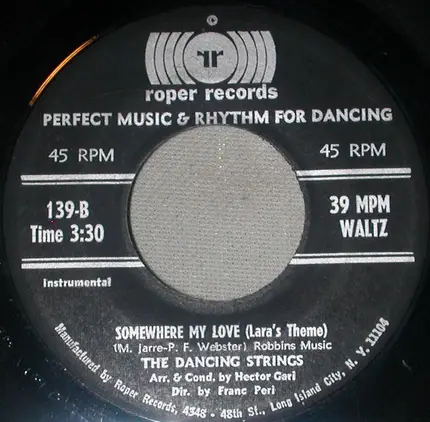 ©
rr
roper records
PERFECT MUSIC & RHYTHM FOR DANCING
45 RPM
45 RPM
139-B
Time 3:30
39 MPM
WALTZ
Instrumental
SOMEWHERE MY LOVE (Lara's Theme)
(M. Jarre-P. F. Webster) Robbins Music
THE DANCING STRINGS
Arr. & Cond. by Hector Gari
Dir. by Franc Peri
Manufactured by Roper Records, 4348 - 48th St., Long Island City, N. Y. 11104